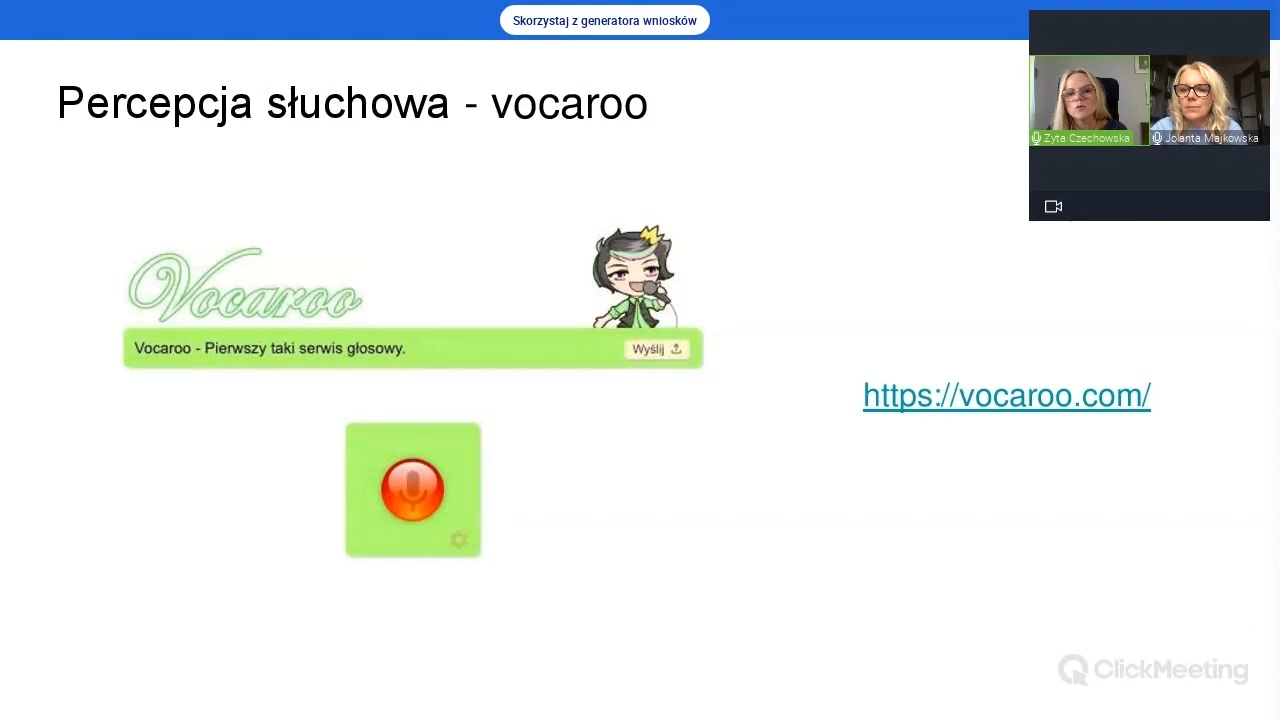 Skorzystaj z generatora wniosków
Percepcja słuchowa - vocaroo
Zyta Czechowska
Jolanta Majkowska
Vocaroo
Vocaroo - Pierwszy taki serwis głosowy.
Wyślij
https://vocaroo.com/
ClickMeeting